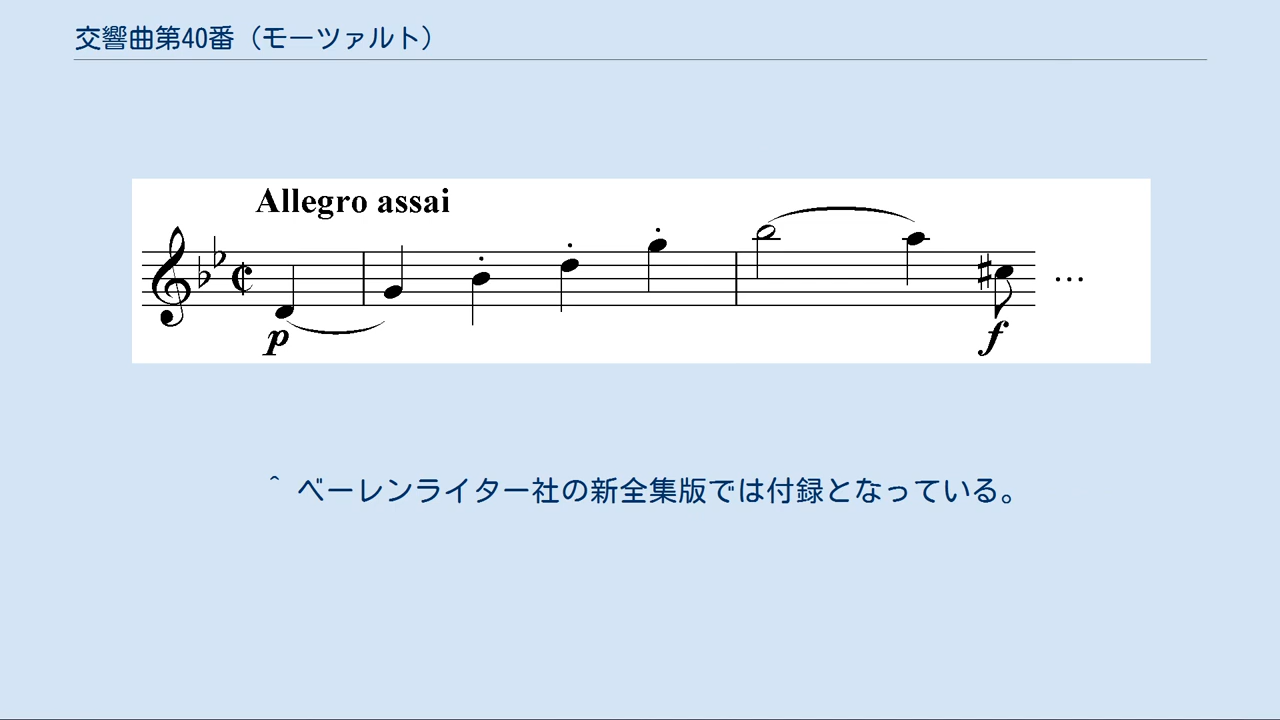 交響曲第40番（モーツァルト）
Allegro assai
p
f
...
^ ベーレンライター社の新全集版では付録となっている。